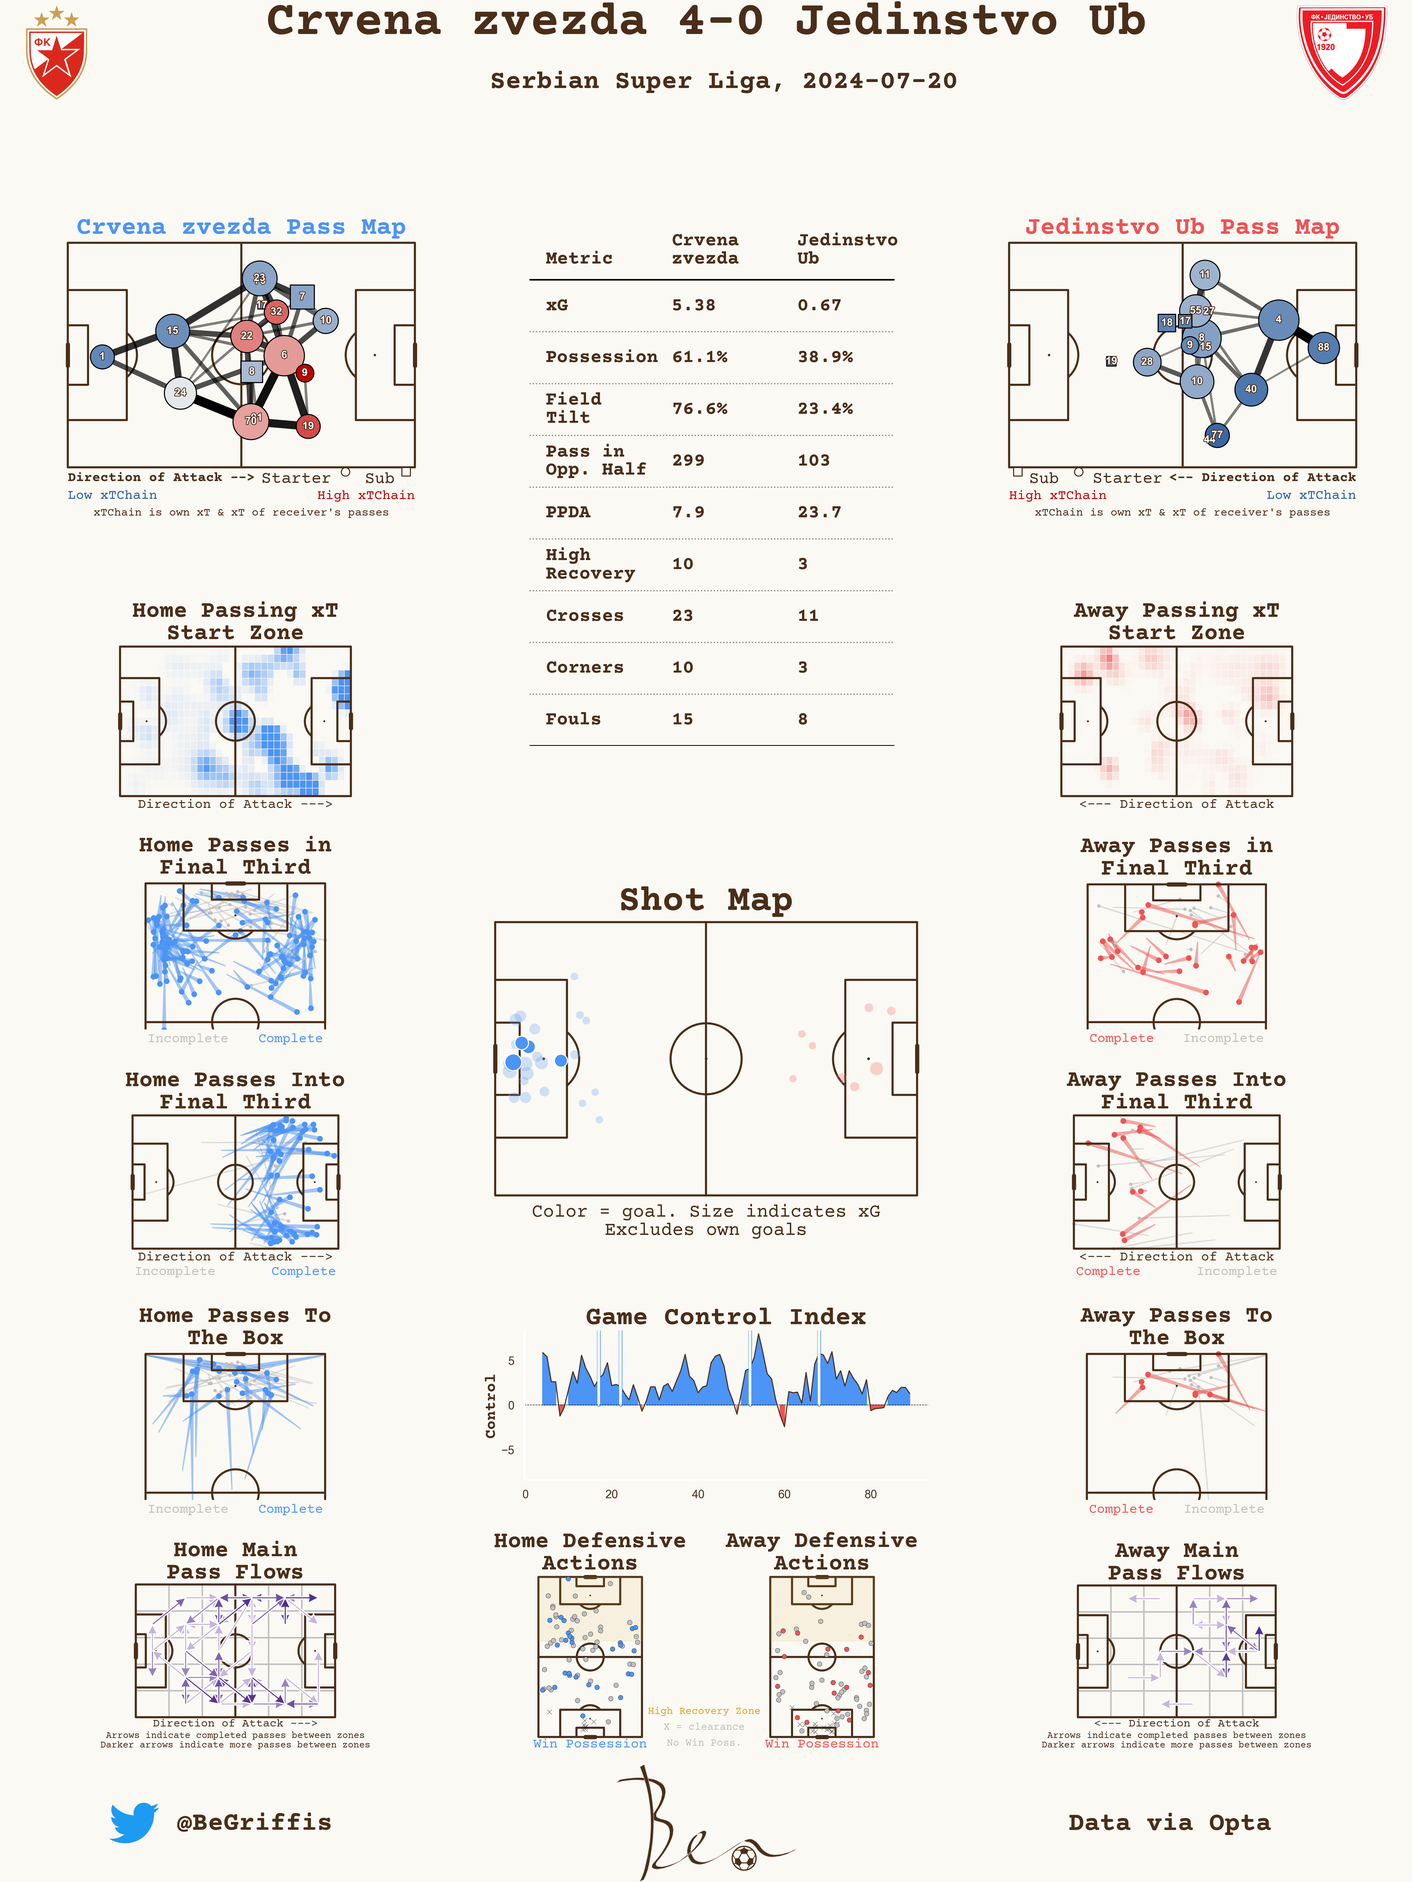 Crvena zvezda 4-0 Jedinstvo Ub
Serbian Super Liga, 2024-07-20
ФК
ФК•ЈЕДИНСТВО•УБ
1920
Crvena zvezda Pass Map
1
15
24
23
17
32
7
10
22
6
8
9
70
19
Direction of Attack --> Starter Sub
Low xTChain High xTChain
xTChain is own xT & xT of receiver's passes
Metric Crvena zvezda Jedinstvo Ub
xG 5.38 0.67
Possession 61.1% 38.9%
Field Tilt 76.6% 23.4%
Pass in Opp. Half 299 103
PPDA 7.9 23.7
High Recovery 10 3
Crosses 23 11
Corners 10 3
Fouls 15 8
Jedinstvo Ub Pass Map
11
55
27
18
17
4
8
9
15
88
19
28
10
40
77
44
Sub Starter <-- Direction of Attack
High xTChain Low xTChain
xTChain is own xT & xT of receiver's passes
Home Passing xT
Start Zone
Direction of Attack --->
Away Passing xT
Start Zone
<--- Direction of Attack
Home Passes in
Final Third
Incomplete Complete
Away Passes in
Final Third
Complete Incomplete
Shot Map
Color = goal. Size indicates xG
Excludes own goals
Home Passes Into
Final Third
Direction of Attack --->
Incomplete Complete
Away Passes Into
Final Third
<--- Direction of Attack
Complete Incomplete
Home Passes To
The Box
Incomplete Complete
Game Control Index
Control
5
0
−5
0 20 40 60 80
Away Passes To
The Box
Complete Incomplete
Home Main
Pass Flows
Direction of Attack --->
Arrows indicate completed passes between zones
Darker arrows indicate more passes between zones
Home Defensive
Actions
Win Possession
High Recovery Zone
X = clearance
No Win Poss.
Away Defensive
Actions
Win Possession
Away Main
Pass Flows
<--- Direction of Attack
Arrows indicate completed passes between zones
Darker arrows indicate more passes between zones
@BeGriffis
Ben
Data via Opta